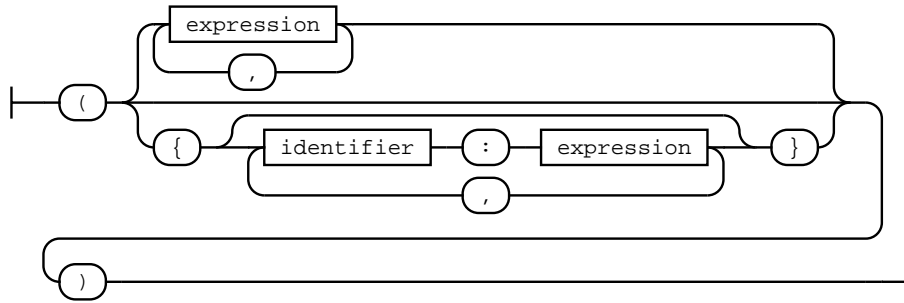 expression
,
(
{ identifier : expression }
,
)